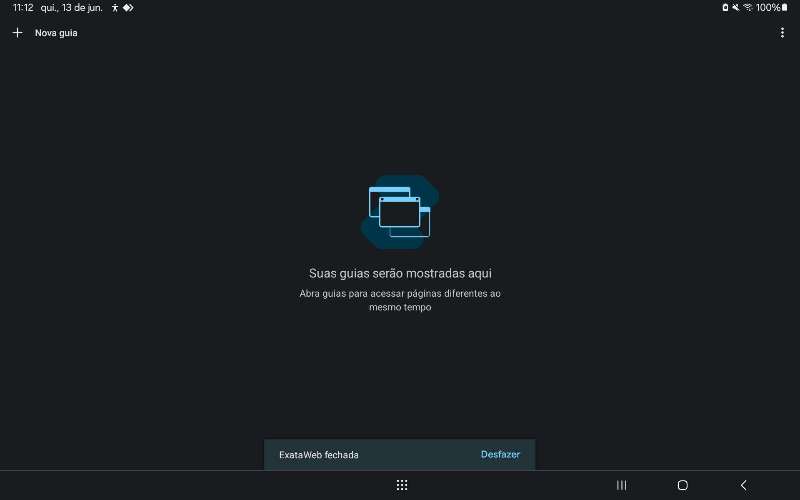 11:12 qui., 13 de jun. 100%
Nova guia
Suas guias serão mostradas aqui
Abra guias para acessar páginas diferentes ao
mesmo tempo
ExataWeb fechada Desfazer